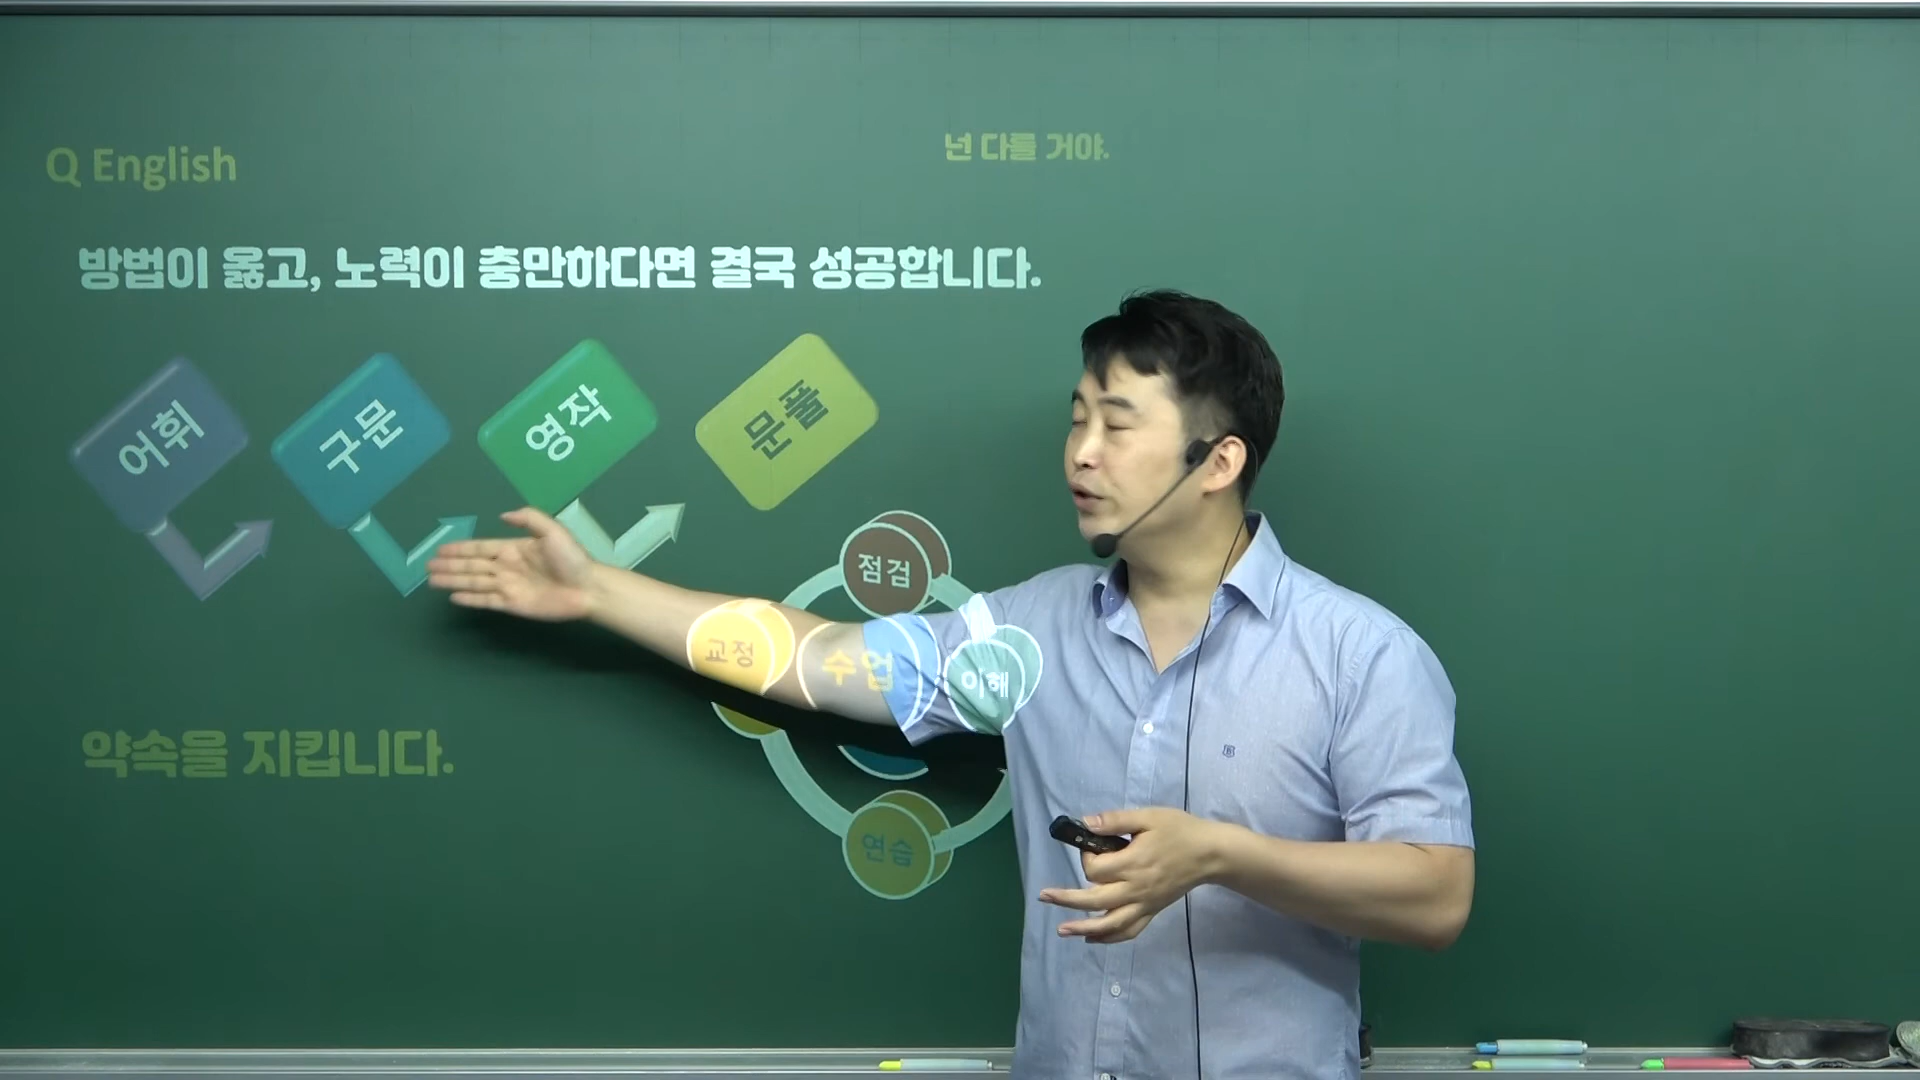 Q English
넌 다를 거야.
방법이 옳고, 노력이 충만하다면 결국 성공합니다.
어휘
구문
영작
문풀
점검
교정
수업
이해
연습
약속을 지킵니다.